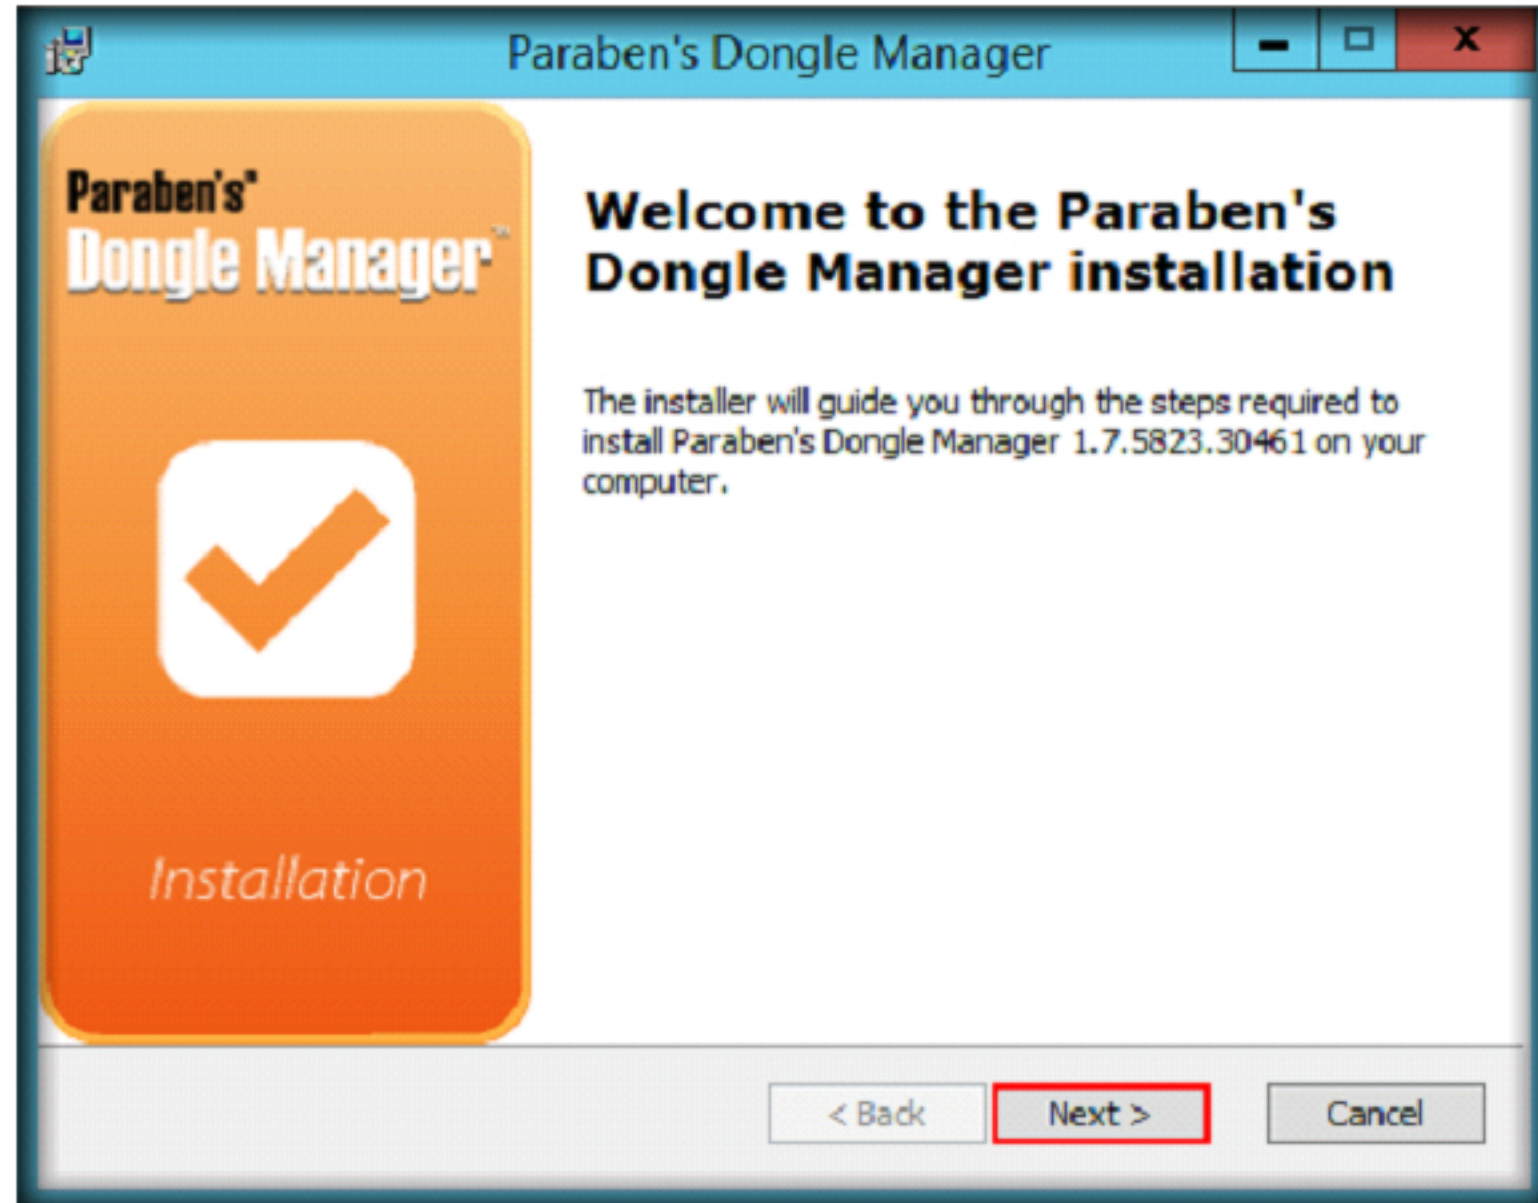 Paraben's Dongle Manager
Paraben's
Dongle Manager™
Installation
Welcome to the Paraben's
Dongle Manager installation
The installer will guide you through the steps required to
install Paraben's Dongle Manager 1.7.5823.30461 on your
computer.
< Back
Next >
Cancel